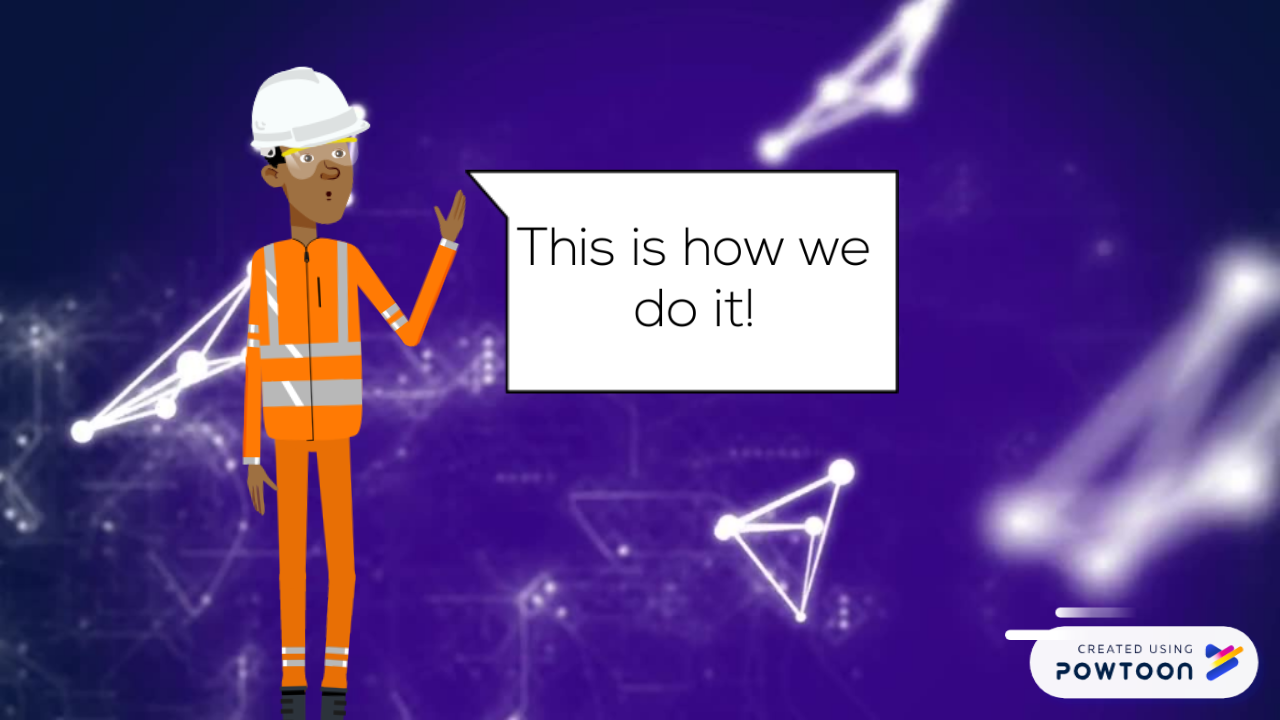 This is how we
do it!
CREATED USING
POWTOON